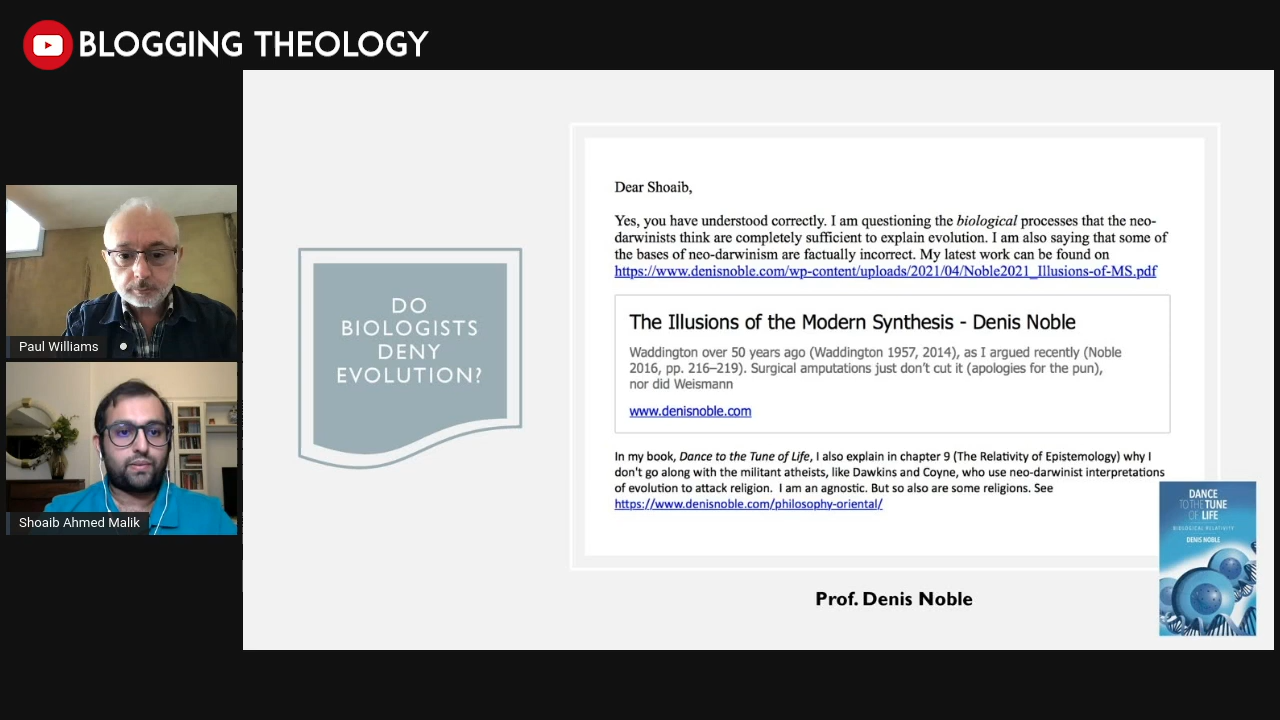 BLOGGING THEOLOGY
Paul Williams
Shoaib Ahmed Malik
DO
BIOLOGISTS
DENY
EVOLUTION?
Dear Shoaib,
Yes, you have understood correctly. I am questioning the biological processes that the neo-
darwinists think are completely sufficient to explain evolution. I am also saying that some of
the bases of neo-darwinism are factually incorrect. My latest work can be found on
https://www.denisnoble.com/wp-content/uploads/2021/04/Noble2021_Illusions-of-MS.pdf
The Illusions of the Modern Synthesis - Denis Noble
Waddington over 50 years ago (Waddington 1957, 2014), as I argued recently (Noble
2016, pp. 216–219). Surgical amputations just don't cut it (apologies for the pun),
nor did Weismann
www.denisnoble.com
In my book, Dance to the Tune of Life, I also explain in chapter 9 (The Relativity of Epistemology) why I
don't go along with the militant atheists, like Dawkins and Coyne, who use neo-darwinist interpretations
of evolution to attack religion. I am an agnostic. But so also are some religions. See
https://www.denisnoble.com/philosophy-oriental/
DANCE
TO THE TUNE
OF LIFE
BIOLOGICAL RELATIVITY
DENIS NOBLE
Prof. Denis Noble